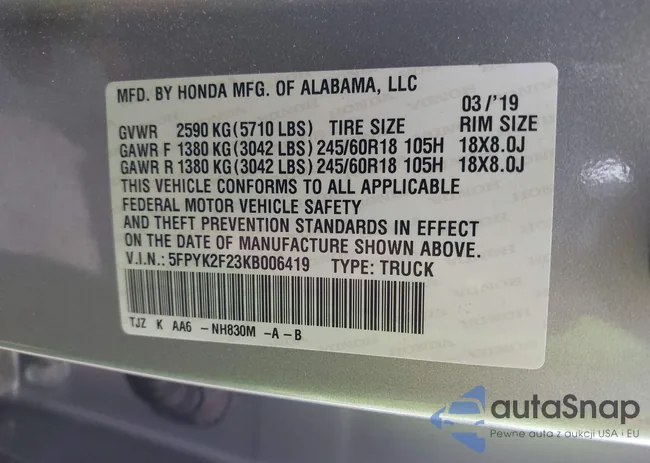 MFD. BY HONDA MFG. OF ALABAMA, LLC
03/'19
GVWR 2590 KG(5710 LBS) TIRE SIZE RIM SIZE
GAWR F 1380 KG(3042 LBS) 245/60R18 105H 18X8.0J
GAWR R 1380 KG(3042 LBS) 245/60R18 105H 18X8.0J
THIS VEHICLE CONFORMS TO ALL APPLICABLE
FEDERAL MOTOR VEHICLE SAFETY
AND THEFT PREVENTION STANDARDS IN EFFECT
ON THE DATE OF MANUFACTURE SHOWN ABOVE.
V.I.N.: 5FPYK2F23KB006419 TYPE: TRUCK
TJZ K AA6 -NH830M -A-B
autaSnap
Pewne auto z aukcji USA i EU